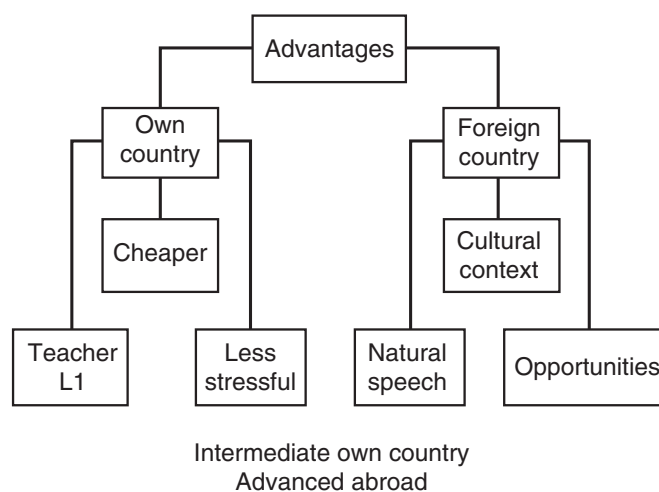 Advantages
Own
country
Foreign
country
Cheaper
Cultural
context
Teacher
L1
Less
stressful
Natural
speech
Opportunities
Intermediate own country
Advanced abroad